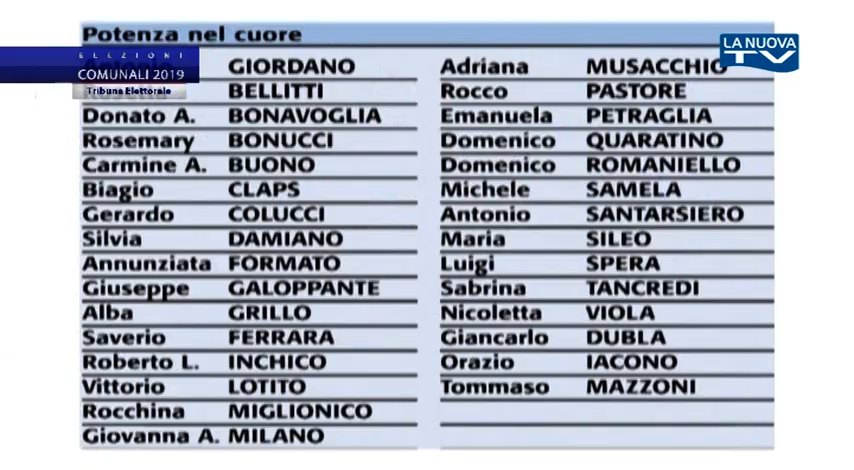 Potenza nel cuore
ELEZIONI
COMUNALI 2019
Tribuna Elettorale
LA NUOVA
TV
GIORDANO
BELLITTI
Donato A. BONAVOGLIA
Rosemary BONUCCI
Carmine A. BUONO
Biagio CLAPS
Gerardo COLUCCI
Silvia DAMIANO
Annunziata FORMATO
Giuseppe GALOPPANTE
Alba GRILLO
Saverio FERRARA
Roberto L. INCHICO
Vittorio LOTITO
Rocchina MIGLIONICO
Giovanna A. MILANO
Adriana MUSACCHIO
Rocco PASTORE
Emanuela PETRAGLIA
Domenico QUARATINO
Domenico ROMANIELLO
Michele SAMELA
Antonio SANTARSIERO
Maria SILEO
Luigi SPERA
Sabrina TANCREDI
Nicoletta VIOLA
Giancarlo DUBLA
Orazio IACONO
Tommaso MAZZONI